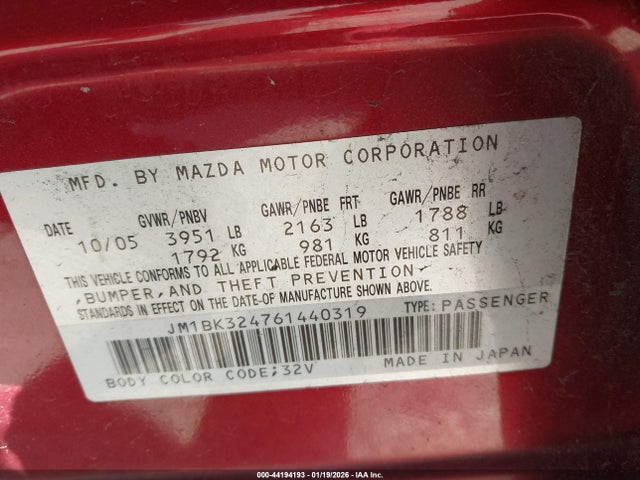 MFD. BY MAZDA MOTOR CORPORATION
DATE GVWR/PNBV GAWR/PNBE FRT GAWR/PNBE RR
10/05 3951 LB 2163 LB 1788 LB
1792 KG 981 KG 811 KG
THIS VEHICLE CONFORMS TO ALL APPLICABLE FEDERAL MOTOR VEHICLE SAFETY
,BUMPER,AND THEFT PREVENTION
STANDARDS IN EFFECT ON THE DATE OF MANUFACTURE SHOWN ABOVE.
JM1BK324761440319 TYPE: PASSENGER
MADE IN JAPAN
BODY COLOR CODE;32V
000-44194193 - 01/19/2026 - IAA Inc.